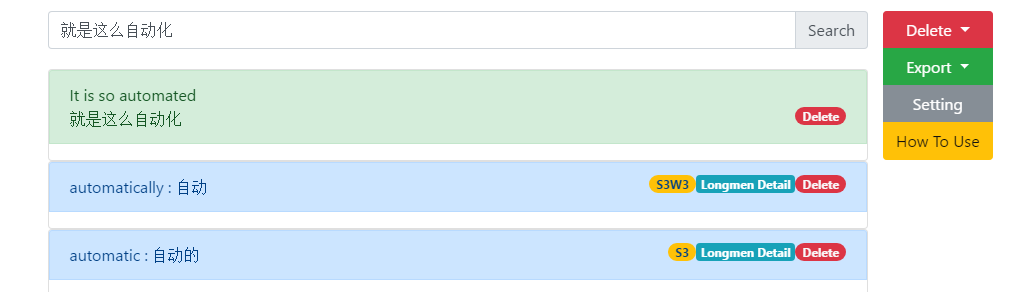 就是这么自动化 Search
Delete
Export
Setting
How To Use
It is so automated
就是这么自动化 Delete
automatically : 自动 S3W3 Longmen Detail Delete
automatic : 自动的 S3 Longmen Detail Delete